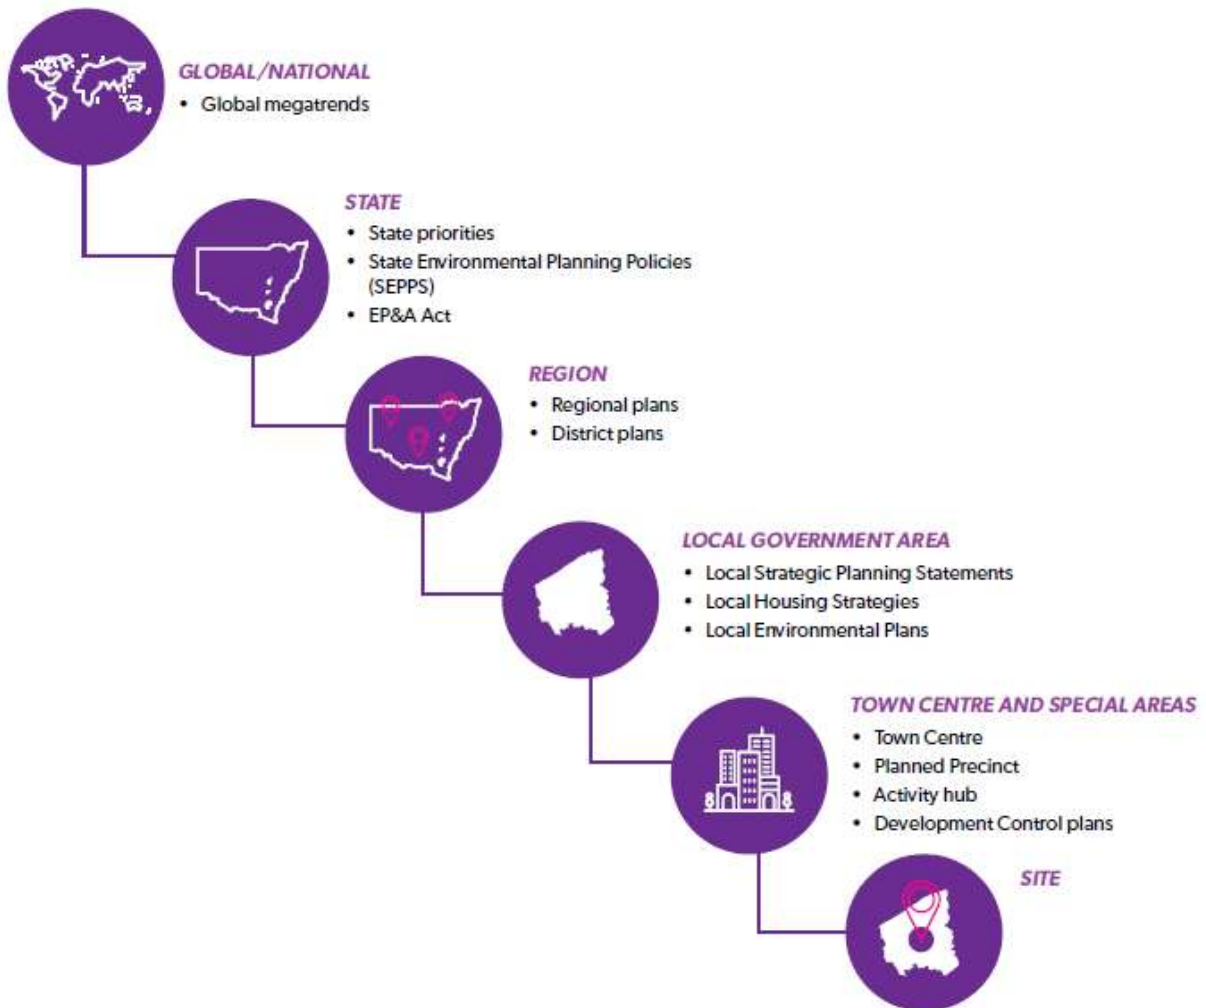 GLOBAL/NATIONAL
• Global megatrends
STATE
• State priorities
• State Environmental Planning Policies
(SEPPS)
• EP&A Act
REGION
• Regional plans
• District plans
LOCAL GOVERNMENT AREA
• Local Strategic Planning Statements
• Local Housing Strategies
• Local Environmental Plans
TOWN CENTRE AND SPECIAL AREAS
• Town Centre
• Planned Precinct
• Activity hub
• Development Control plans
SITE